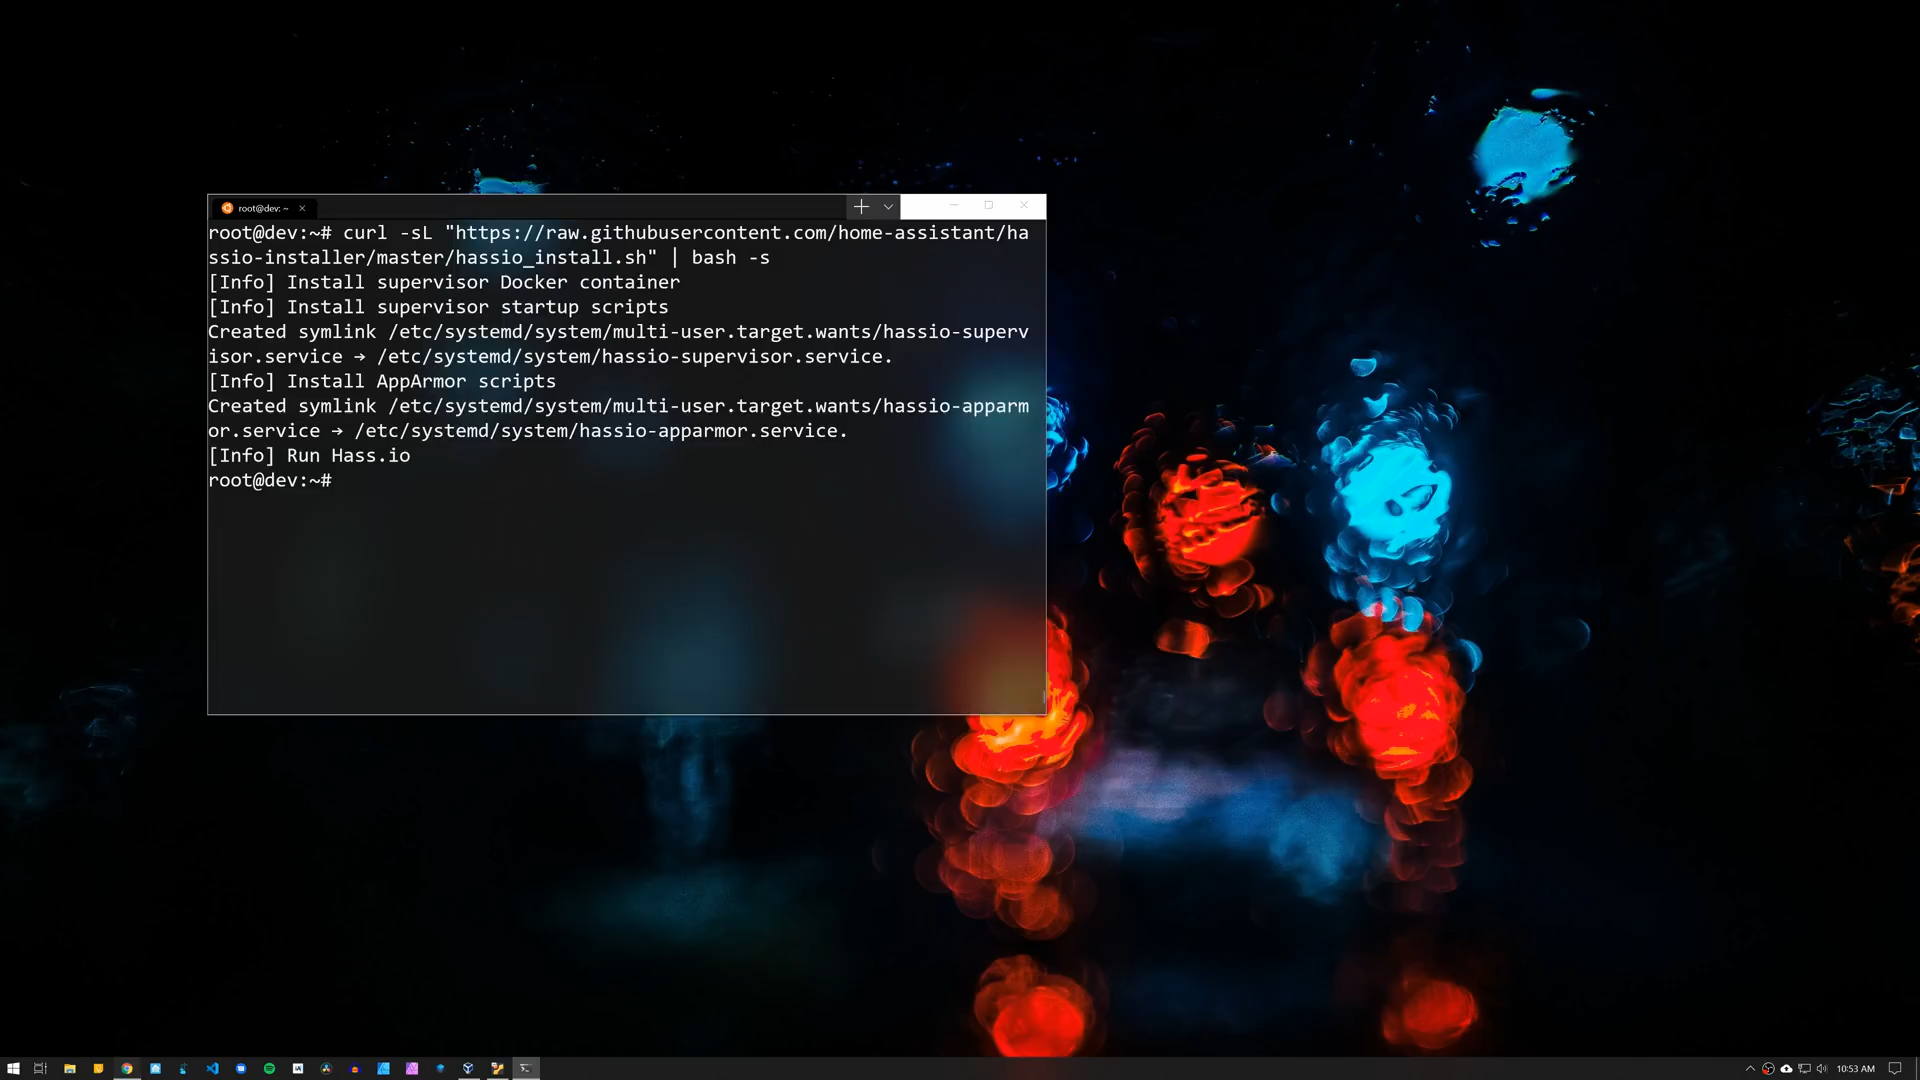 root@dev: ~
root@dev:~# curl -sL "https://raw.githubusercontent.com/home-assistant/ha
ssio-installer/master/hassio_install.sh" | bash -s
[Info] Install supervisor Docker container
[Info] Install supervisor startup scripts
Created symlink /etc/systemd/system/multi-user.target.wants/hassio-superv
isor.service → /etc/systemd/system/hassio-supervisor.service.
[Info] Install AppArmor scripts
Created symlink /etc/systemd/system/multi-user.target.wants/hassio-apparm
or.service → /etc/systemd/system/hassio-apparmor.service.
[Info] Run Hass.io
root@dev:~#
10:53 AM